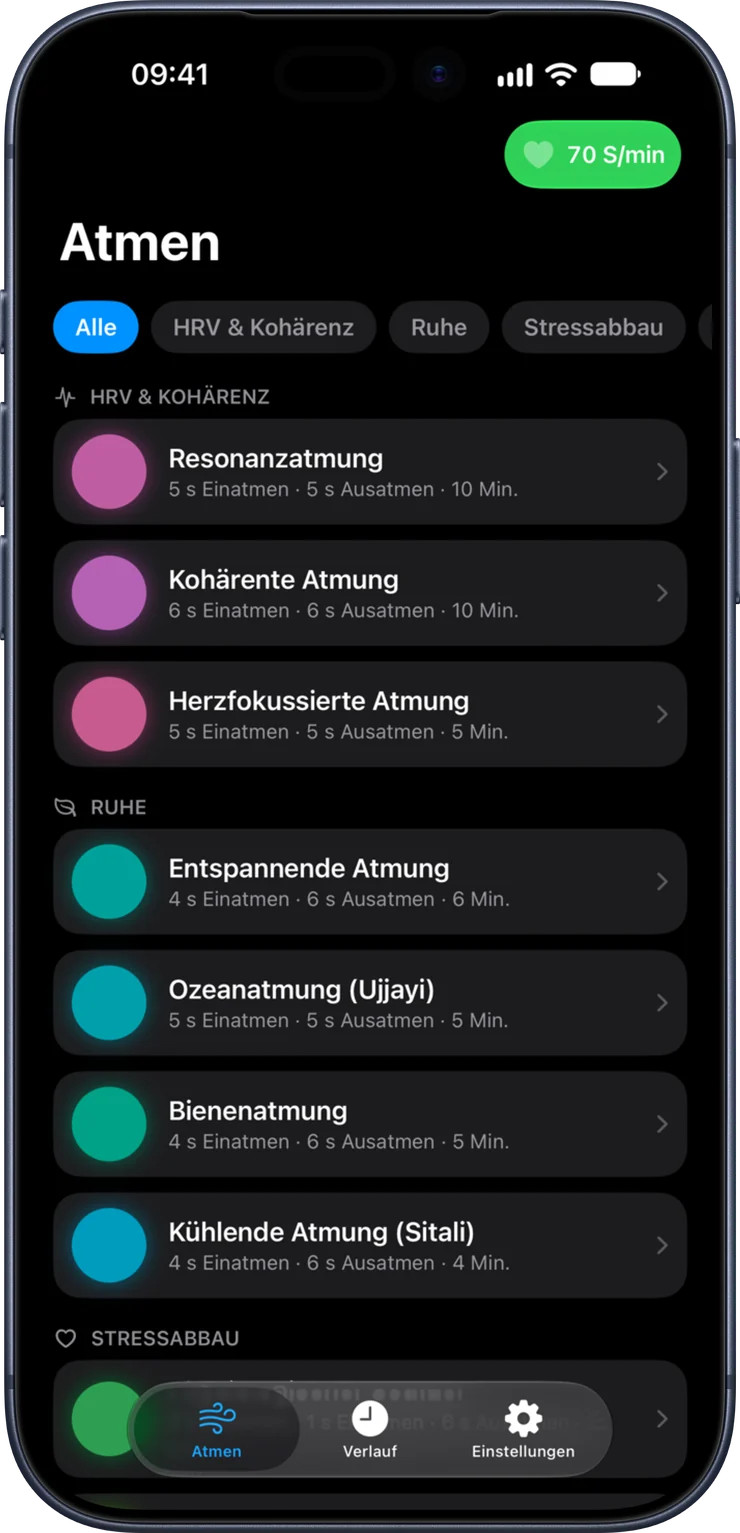 09:41
70 S/min
Atmen
Alle
HRV & Kohärenz
Ruhe
Stressabbau
HRV & KOHÄRENZ
Resonanzatmung
5 s Einatmen · 5 s Ausatmen · 10 Min.
Kohärente Atmung
6 s Einatmen · 6 s Ausatmen · 10 Min.
Herzfokussierte Atmung
5 s Einatmen · 5 s Ausatmen · 5 Min.
RUHE
Entspannende Atmung
4 s Einatmen · 6 s Ausatmen · 6 Min.
Ozeanatmung (Ujjayi)
5 s Einatmen · 5 s Ausatmen · 5 Min.
Bienenatmung
4 s Einatmen · 6 s Ausatmen · 5 Min.
Kühlende Atmung (Sitali)
4 s Einatmen · 6 s Ausatmen · 4 Min.
STRESSABBAU
Atmen
Verlauf
Einstellungen